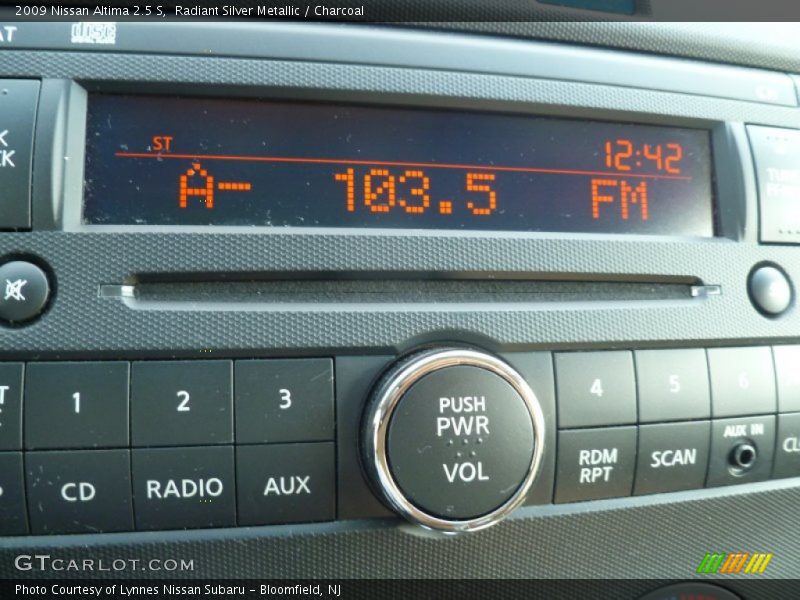 2009 Nissan Altima 2.5 S, Radiant Silver Metallic / Charcoal
DISC
ST 12:42
A- 103.5 FM
1 2 3 PUSH PWR VOL 4 5 6
CD RADIO AUX RDM RPT SCAN AUX IN
GTCARLOT.COM
Photo Courtesy of Lynnes Nissan Subaru - Bloomfield, NJ